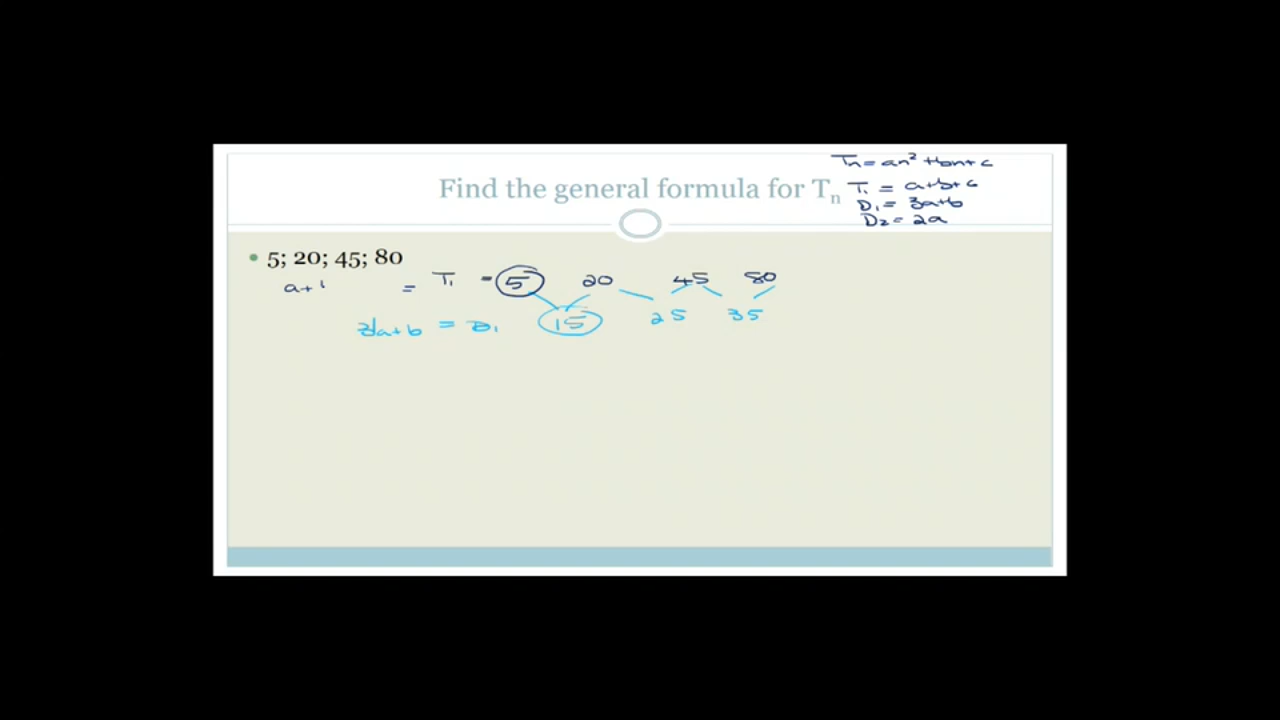 Tn = an² + bn + c
Find the general formula for Tn
T1 = a+b+c
D1 = 3a+b
D2 = 2a
• 5; 20; 45; 80
a+ = T1 = 5 20 45 80
3a+b = D1 15 25 35